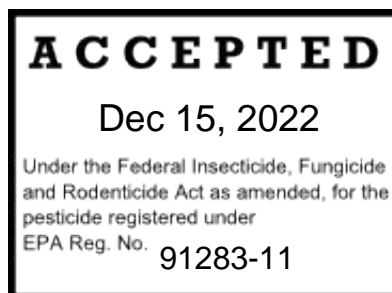 ACCEPTED
Dec 15, 2022
Under the Federal Insecticide, Fungicide
and Rodenticide Act as amended, for the
pesticide registered under
EPA Reg. No. 91283-11